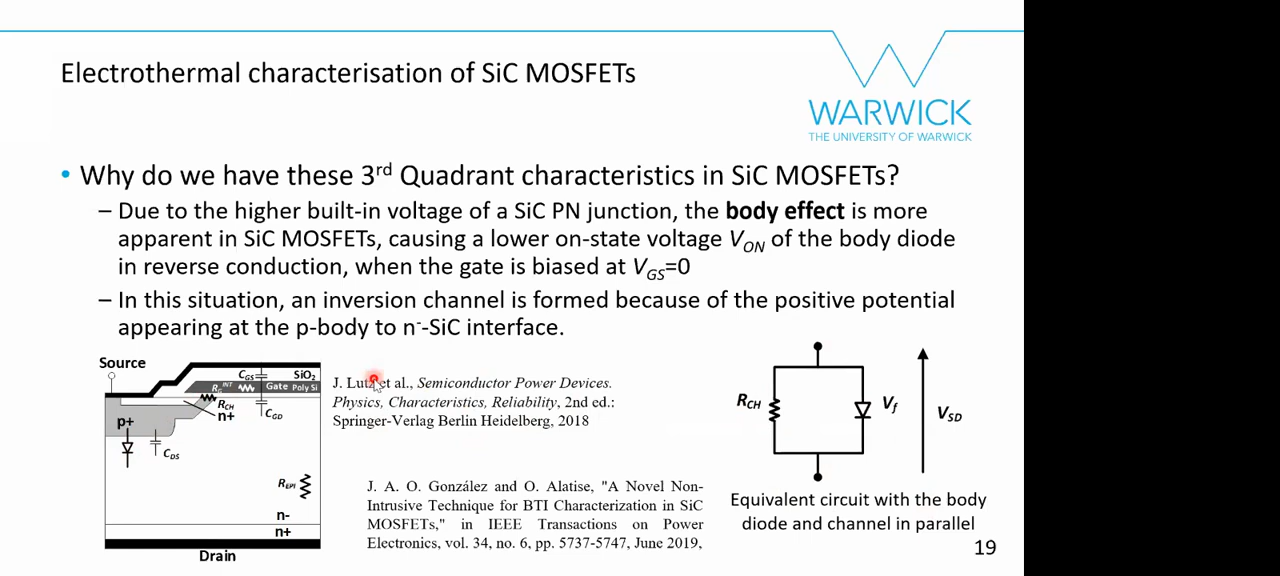 Electrothermal characterisation of SiC MOSFETs
WARWICK
THE UNIVERSITY OF WARWICK
• Why do we have these 3rd Quadrant characteristics in SiC MOSFETs?
– Due to the higher built-in voltage of a SiC PN junction, the body effect is more
apparent in SiC MOSFETs, causing a lower on-state voltage VON of the body diode
in reverse conduction, when the gate is biased at VGS=0
– In this situation, an inversion channel is formed because of the positive potential
appearing at the p-body to n--SiC interface.
Source
CGS
SiO2
RGINT
Gate Poly Si
RCH
n+
CGD
p+
CDS
REPI
n-
n+
Drain
J. Lutz et al., Semiconductor Power Devices.
Physics, Characteristics, Reliability, 2nd ed.:
Springer-Verlag Berlin Heidelberg, 2018
J. A. O. González and O. Alatise, "A Novel Non-
Intrusive Technique for BTI Characterization in SiC
MOSFETs," in IEEE Transactions on Power
Electronics, vol. 34, no. 6, pp. 5737-5747, June 2019,
RCH
Vf
VSD
Equivalent circuit with the body
diode and channel in parallel
19